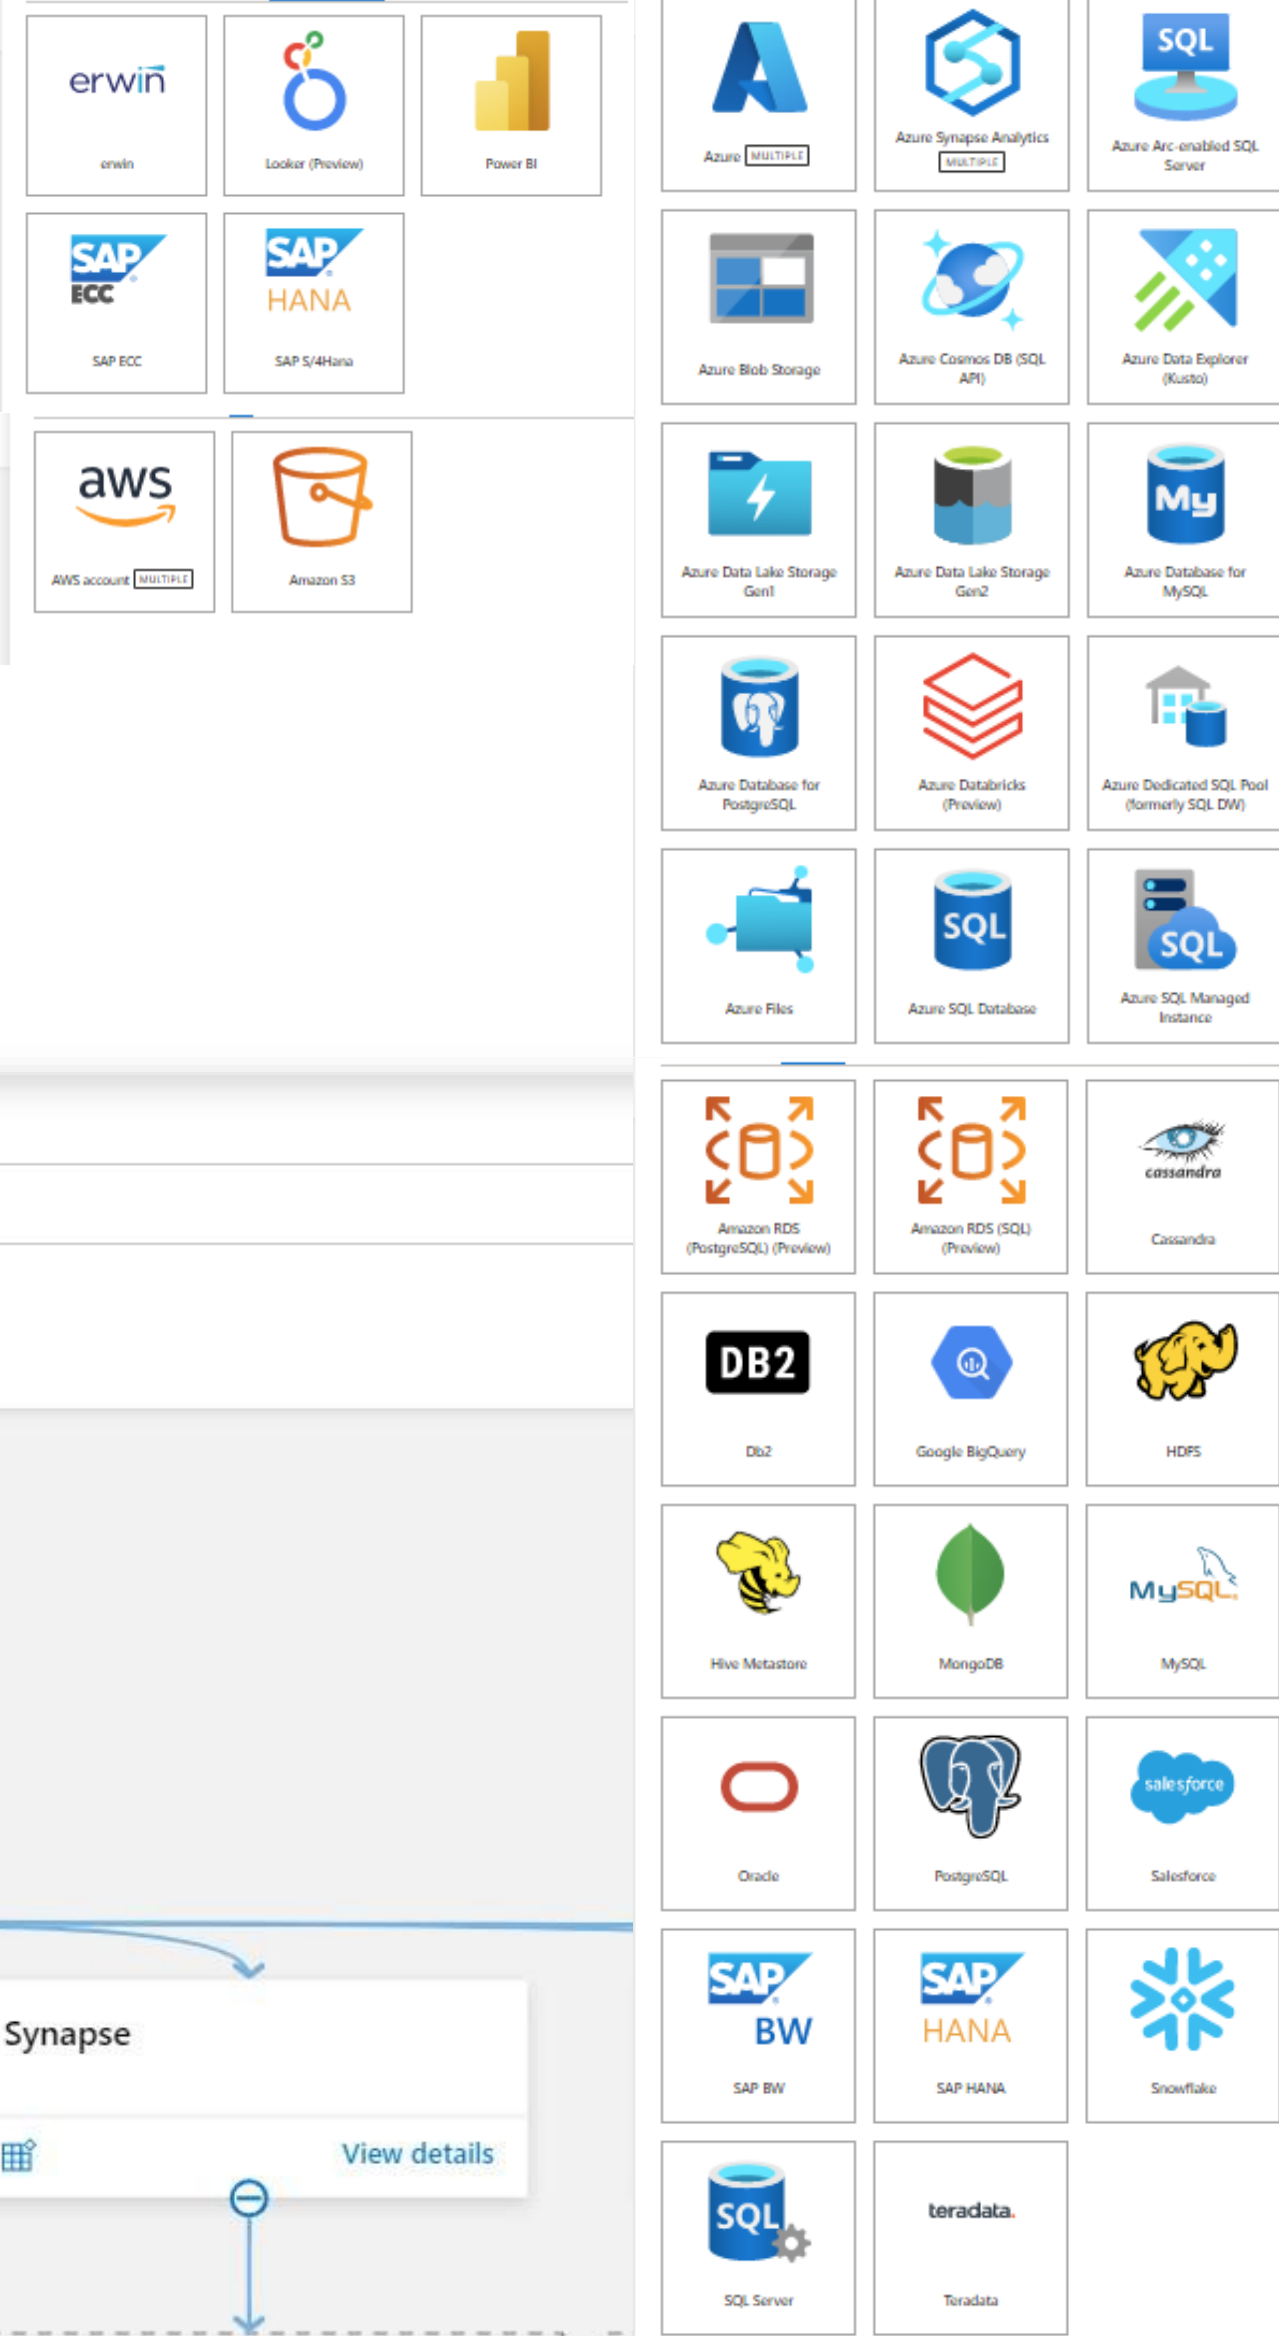 erwin
erwin
Looker (Preview)
Power BI
SAP
ECC
SAP ECC
SAP
HANA
SAP S/4Hana
aws
AWS account MULTIPLE
Amazon S3
Synapse
View details
Azure MULTIPLE
Azure Synapse Analytics
MULTIPLE
SQL
Azure Arc-enabled SQL
Server
Azure Blob Storage
Azure Cosmos DB (SQL
API)
Azure Data Explorer
(Kusto)
Azure Data Lake Storage
Gen1
Azure Data Lake Storage
Gen2
My
Azure Database for
MySQL
Azure Database for
PostgreSQL
Azure Databricks
(Preview)
Azure Dedicated SQL Pool
(formerly SQL DW)
Azure Files
SQL
Azure SQL Database
SQL
Azure SQL Managed
Instance
Amazon RDS
(PostgreSQL) (Preview)
Amazon RDS (SQL)
(Preview)
cassandra
Cassandra
DB2
Db2
Google BigQuery
HDFS
Hive Metastore
MongoDB
MySQL
MySQL
Oracle
PostgreSQL
salesforce
Salesforce
SAP
BW
SAP BW
SAP
HANA
SAP HANA
Snowflake
SQL
SQL Server
teradata.
Teradata